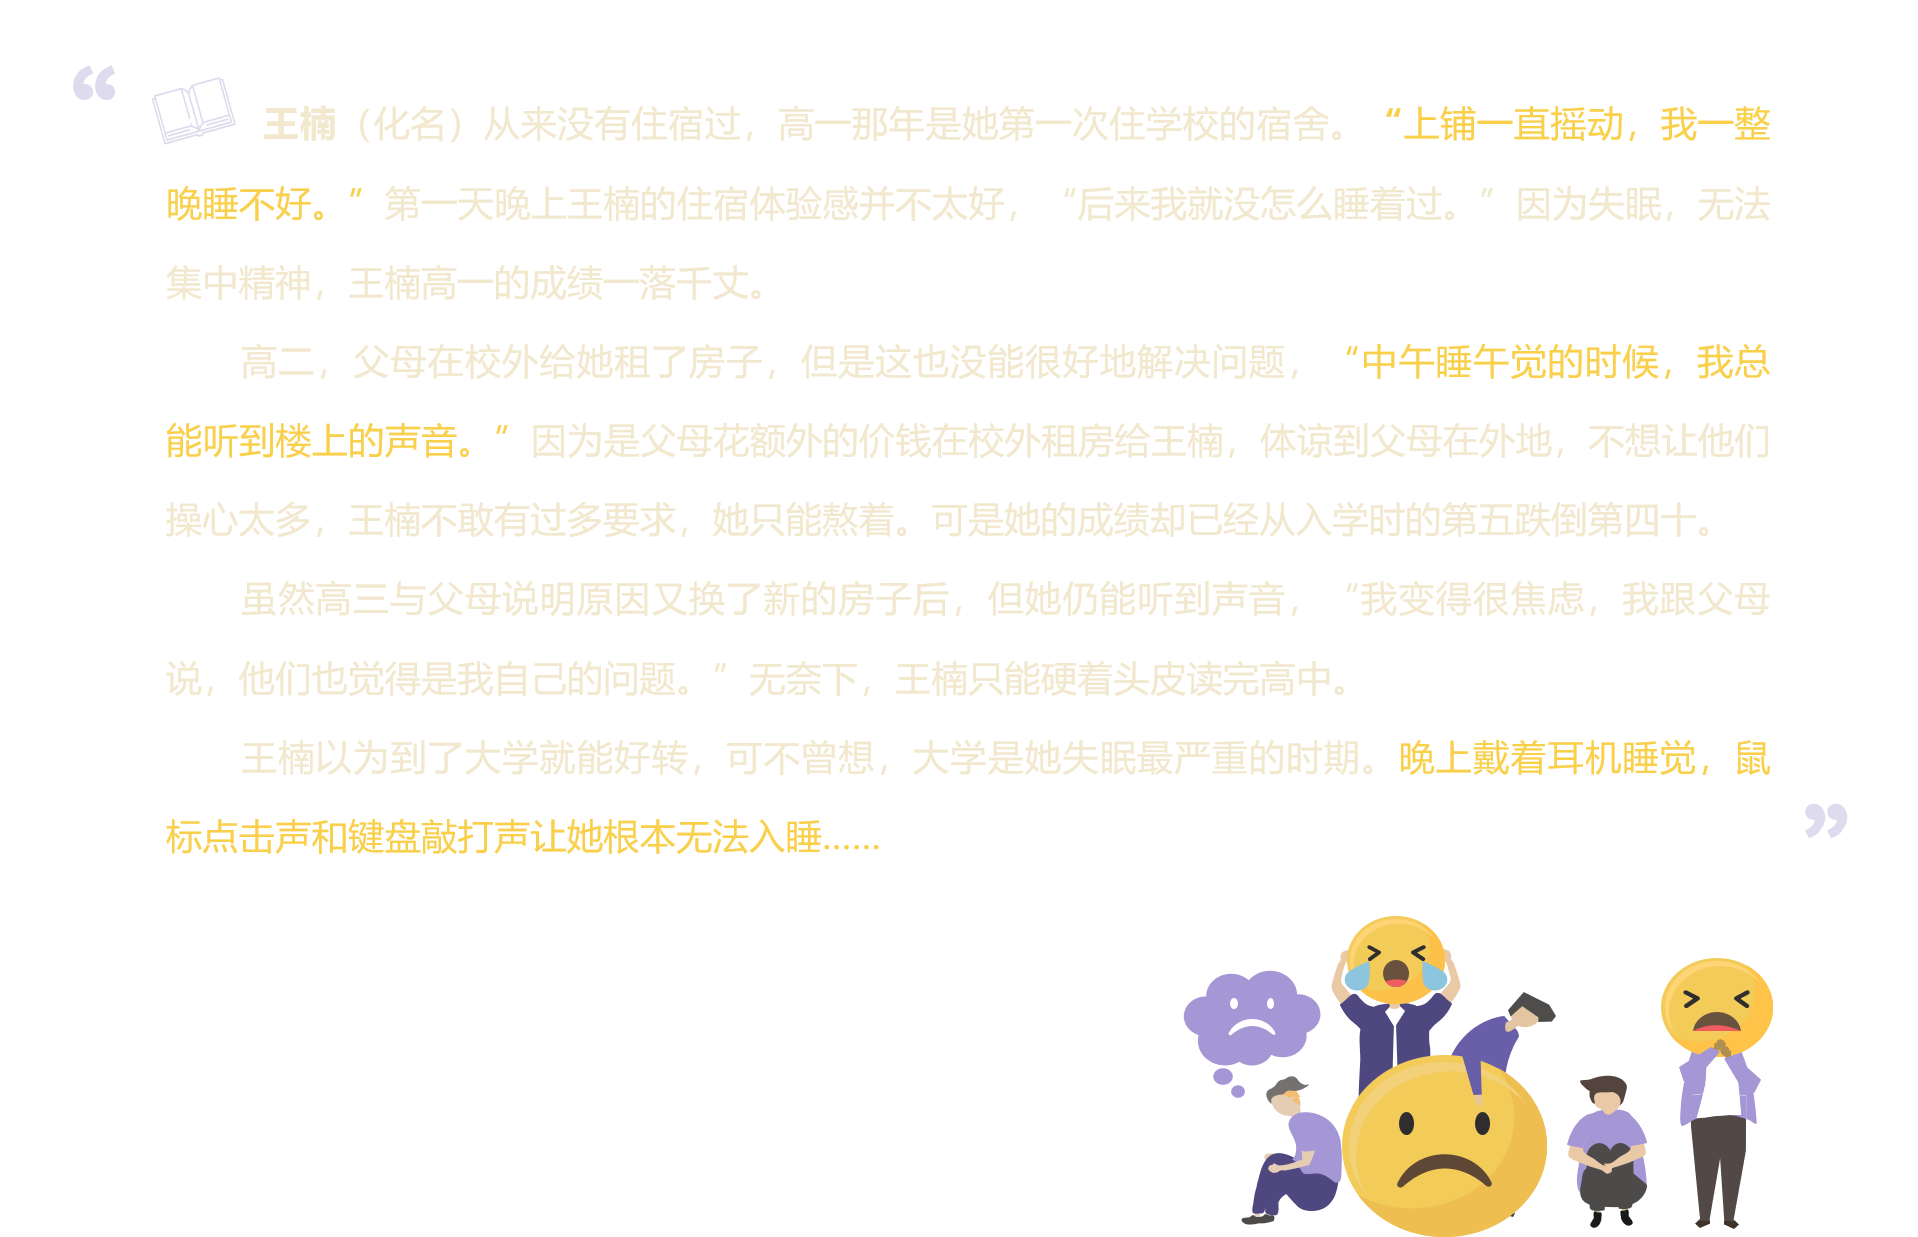 “
王楠（化名）从来没有住宿过，高一那年是她第一次住学校的宿舍。“上铺一直摇动，我一整
晚睡不好。”第一天晚上王楠的住宿体验感并不太好，“后来我就没怎么睡着过。”因为失眠，无法
集中精神，王楠高一的成绩一落千丈。
高二，父母在校外给她租了房子，但是这也没能很好地解决问题，“中午睡午觉的时候，我总
能听到楼上的声音。”因为是父母花额外的价钱在校外租房给王楠，体谅到父母在外地，不想让他们
操心太多，王楠不敢有过多要求，她只能熬着。可是她的成绩却已经从入学时的第五跌倒第四十。
虽然高三与父母说明原因又换了新的房子后，但她仍能听到声音，“我变得很焦虑，我跟父母
说，他们也觉得是我自己的问题。”无奈下，王楠只能硬着头皮读完高中。
王楠以为到了大学就能好转，可不曾想，大学是她失眠最严重的时期。晚上戴着耳机睡觉，鼠
标点击声和键盘敲打声让她根本无法入睡......
”